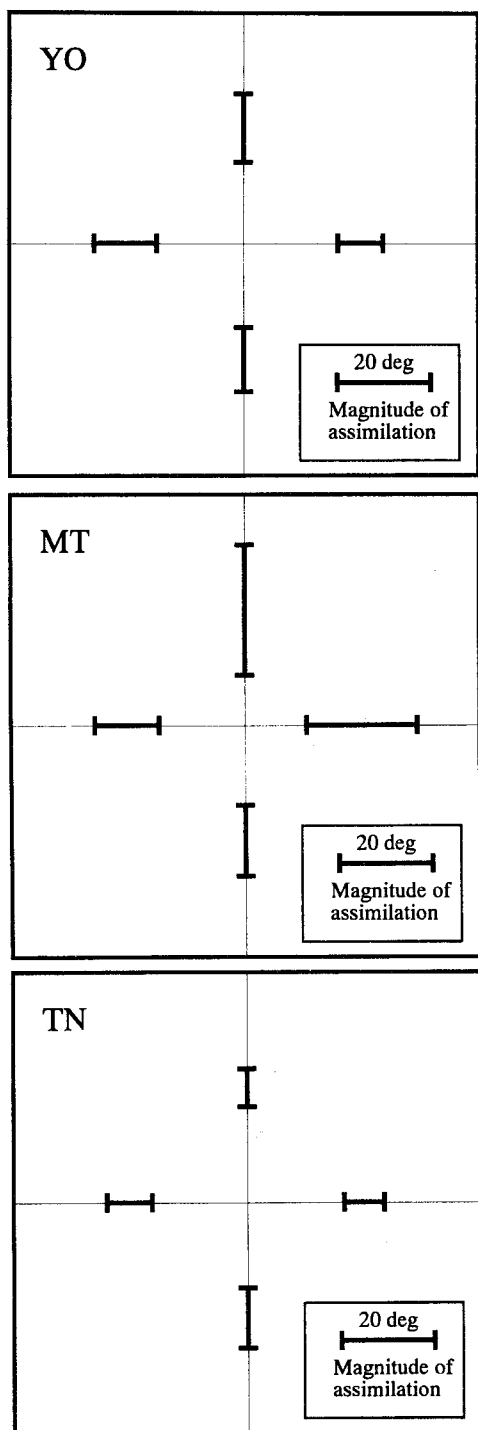 YO
20 deg
Magnitude of
assimilation
MT
20 deg
Magnitude of
assimilation
TN
20 deg
Magnitude of
assimilation